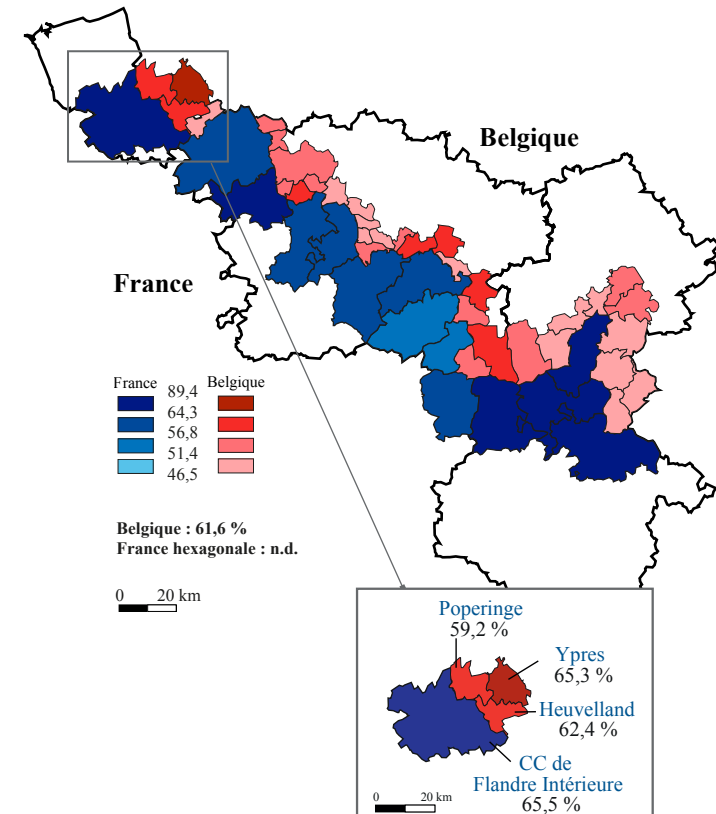 Belgique
France
France
Belgique
89,4
64,3
56,8
51,4
46,5
Belgique : 61,6 %
France hexagonale : n.d.
0 20 km
Poperinge
59,2 %
Ypres
65,3 %
Heuvelland
62,4 %
CC de
Flandre Intérieure
65,5 %
0 20 km